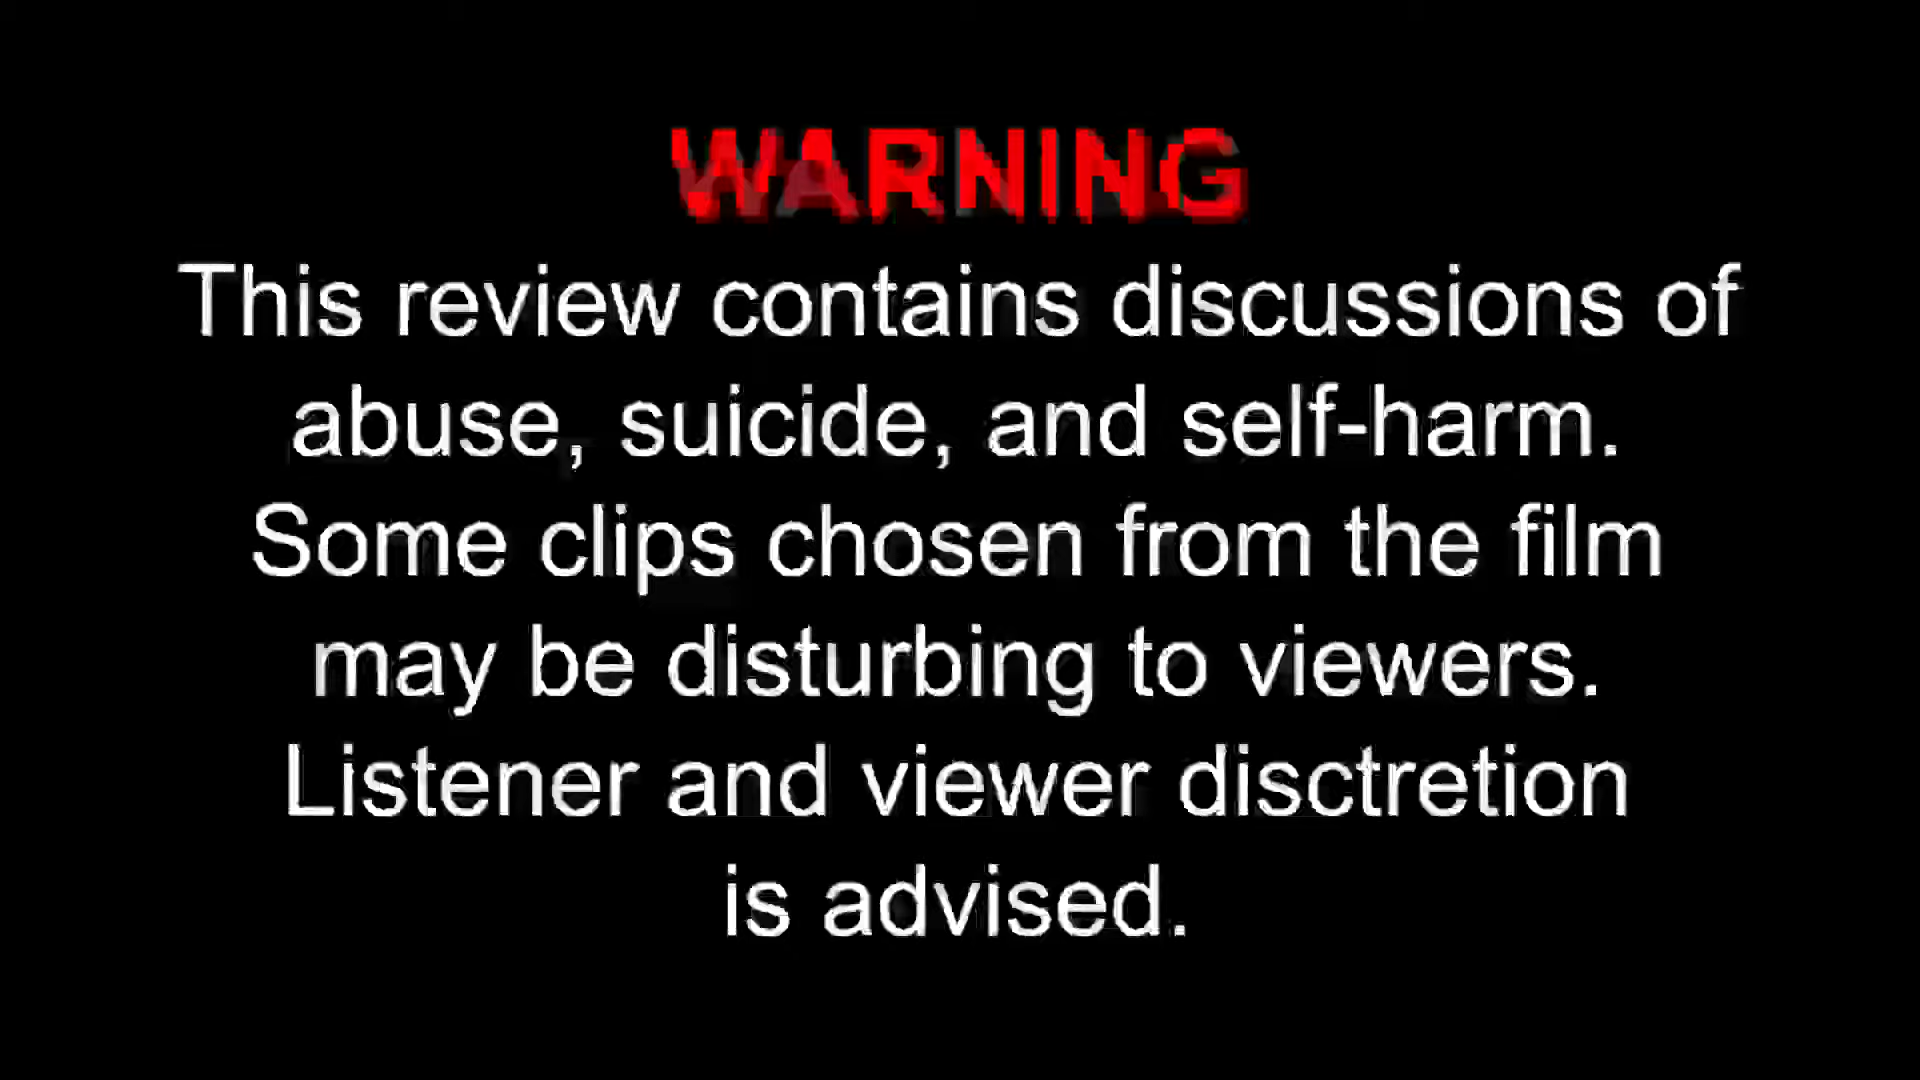 WARNING
This review contains discussions of
abuse, suicide, and self-harm.
Some clips chosen from the film
may be disturbing to viewers.
Listener and viewer disctretion
is advised.